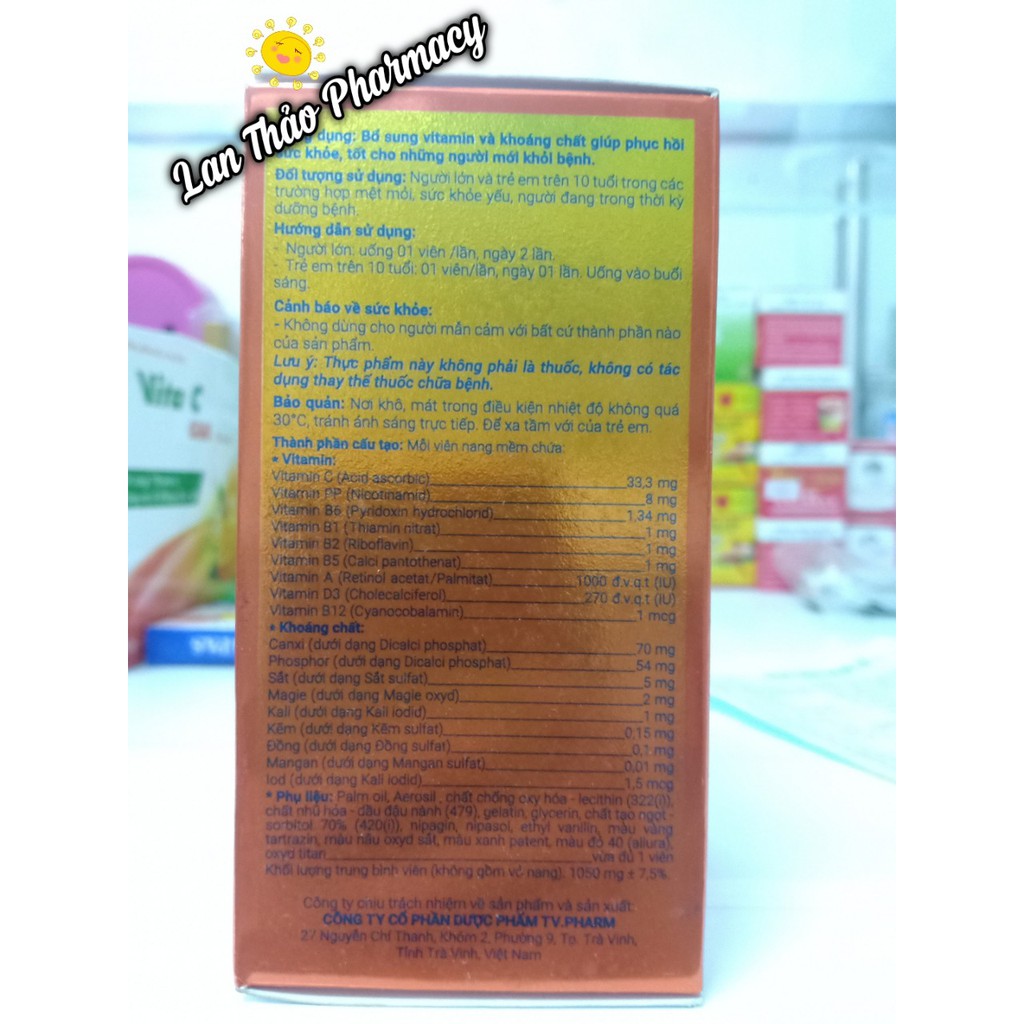 Lan Thảo Pharmacy
dụng: Bổ sung vitamin và khoáng chất giúp phục hồi
sức khỏe, tốt cho những người mới khỏi bệnh.
Đối tượng sử dụng: Người lớn và trẻ em trên 10 tuổi trong các
trường hợp mệt mỏi, sức khỏe yếu, người đang trong thời kỳ
dưỡng bệnh.
Hướng dẫn sử dụng:
- Người lớn: uống 01 viên /lần, ngày 2 lần.
- Trẻ em trên 10 tuổi: 01 viên/lần, ngày 01 lần. Uống vào buổi
sáng.
Cảnh báo về sức khỏe:
- Không dùng cho người mẫn cảm với bất cứ thành phần nào
của sản phẩm.
Lưu ý: Thực phẩm này không phải là thuốc, không có tác
dụng thay thế thuốc chữa bệnh.
Bảo quản: Nơi khô, mát trong điều kiện nhiệt độ không quá
30°C, tránh ánh sáng trực tiếp. Để xa tầm với của trẻ em.
Thành phần cấu tạo: Mỗi viên nang mềm chứa:
* Vitamin:
Vitamin C (Acid ascorbic) 33,3 mg
Vitamin PP (Nicotinamid) 8 mg
Vitamin B6 (Pyridoxin hydrochlorid) 1,34 mg
Vitamin B1 (Thiamin nitrat) 1 mg
Vitamin B2 (Riboflavin) 1 mg
Vitamin B5 (Calci pantothenat) 1 mg
Vitamin A (Retinol acetat/Palmitat) 1000 đ.v.q.t (IU)
Vitamin D3 (Cholecalciferol) 270 đ.v.q.t (IU)
Vitamin B12 (Cyanocobalamin) 1 mcg
* Khoáng chất:
Canxi (dưới dạng Dicalci phosphat) 70 mg
Phosphor (dưới dạng Dicalci phosphat) 54 mg
Sắt (dưới dạng Sắt sulfat) 5 mg
Magie (dưới dạng Magie oxyd) 2 mg
Kali (dưới dạng Kali iodid) 1 mg
Kẽm (dưới dạng Kẽm sulfat) 0,15 mg
Đồng (dưới dạng Đồng sulfat) 0,1 mg
Mangan (dưới dạng Mangan sulfat) 0,01 mg
Iod (dưới dạng Kali iodid) 1,5 mcg
* Phụ liệu: Palm oil, Aerosil, chất chống oxy hóa - lecithin (322(i)),
chất nhũ hóa - dầu đậu nành (479), gelatin, glycerin, chất tạo ngọt -
sorbitol 70% (420(i)), nipagin, nipasol, ethyl vanilin, màu vàng
tartrazin, màu nâu oxyd sắt, màu xanh patent, màu đỏ 40 (allura),
oxyd titan vừa đủ 1 viên
Khối lượng trung bình viên (không gồm vỏ nang): 1050 mg ± 7,5%.
Công ty chịu trách nhiệm về sản phẩm và sản xuất:
CÔNG TY CỔ PHẦN DƯỢC PHẨM TV.PHARM
27 Nguyễn Chí Thanh, Khóm 2, Phường 9, Tp. Trà Vinh,
Tỉnh Trà Vinh, Việt Nam
Vita C